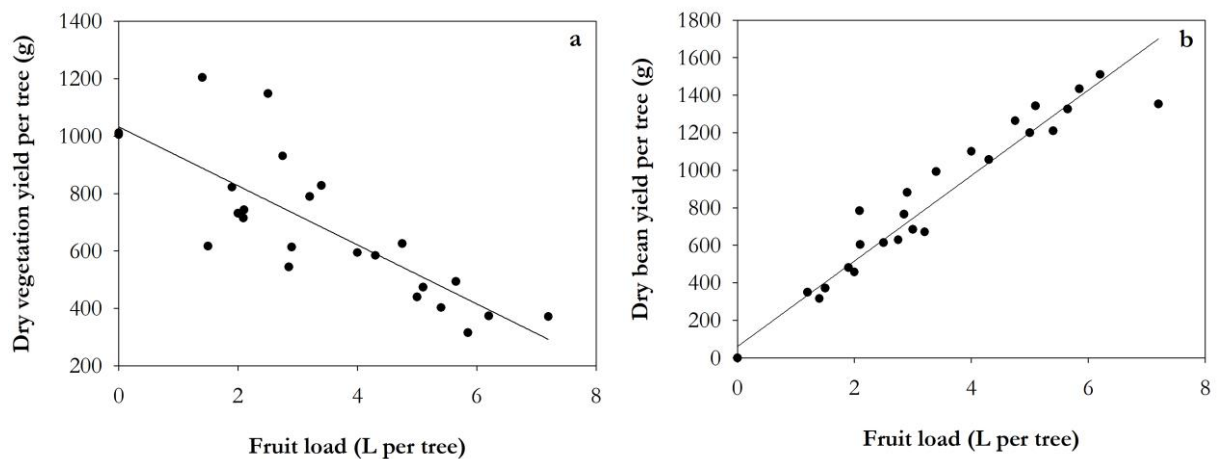 a
Dry vegetation yield per tree (g)
1400
1200
1000
800
600
400
200
0 2 4 6 8
Fruit load (L per tree)
b
Dry bean yield per tree (g)
1800
1600
1400
1200
1000
800
600
400
200
0
0 2 4 6 8
Fruit load (L per tree)